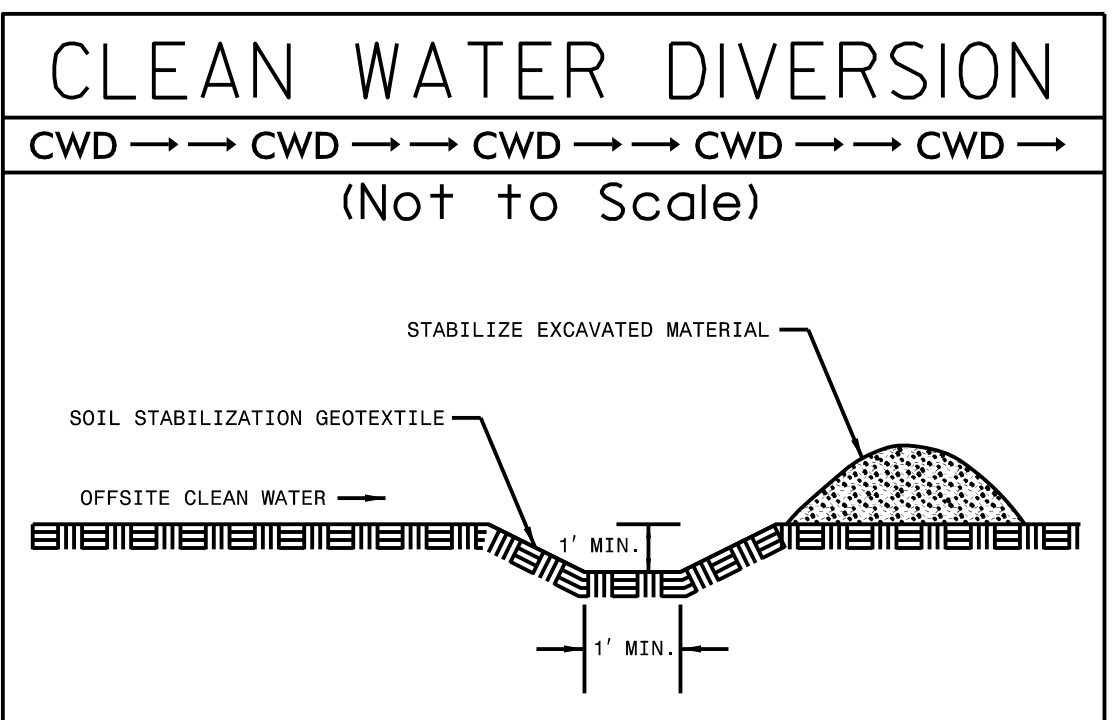 CLEAN WATER DIVERSION
CWD → → CWD → → CWD → → CWD → → CWD →
(Not to Scale)
STABILIZE EXCAVATED MATERIAL
SOIL STABILIZATION GEOTEXTILE
OFFSITE CLEAN WATER
1' MIN.
1' MIN.